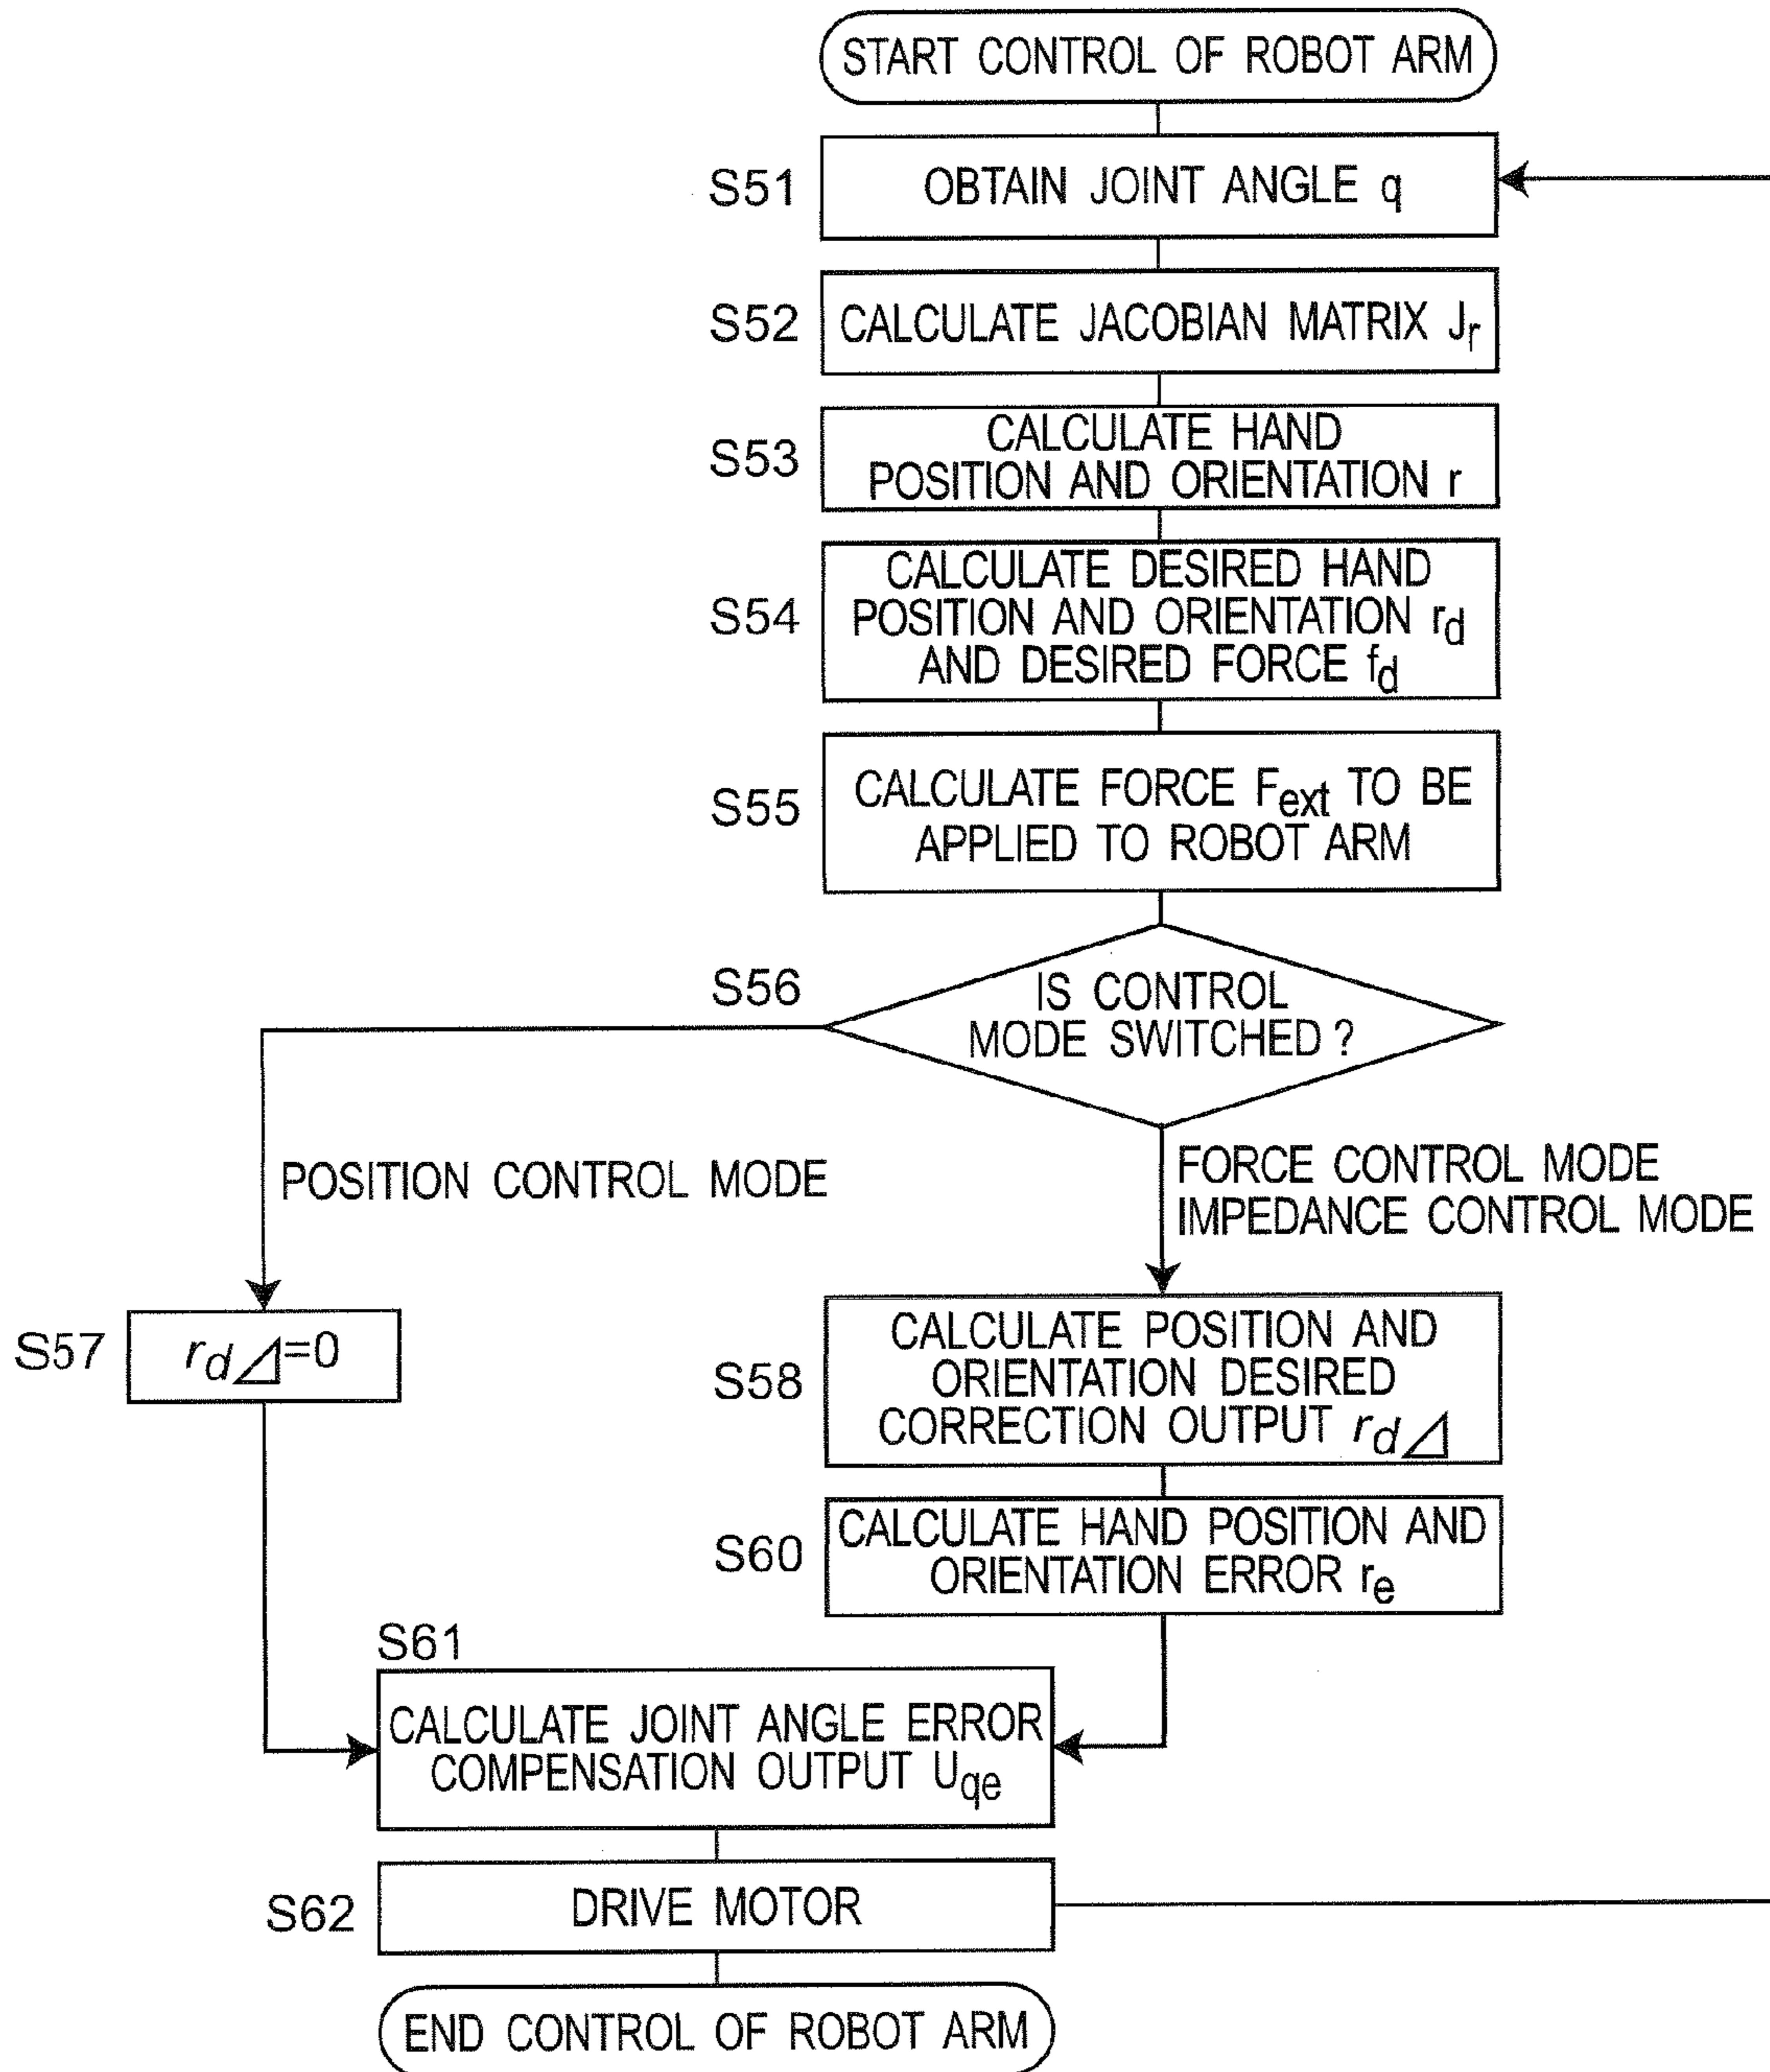 START CONTROL OF ROBOT ARM
S51
OBTAIN JOINT ANGLE q
S52
CALCULATE JACOBIAN MATRIX Jr
S53
CALCULATE HAND
POSITION AND ORIENTATION r
S54
CALCULATE DESIRED HAND
POSITION AND ORIENTATION rd
AND DESIRED FORCE fd
S55
CALCULATE FORCE Fext TO BE
APPLIED TO ROBOT ARM
S56
IS CONTROL
MODE SWITCHED?
POSITION CONTROL MODE
FORCE CONTROL MODE
IMPEDANCE CONTROL MODE
S57
rd⊿=0
S58
CALCULATE POSITION AND
ORIENTATION DESIRED
CORRECTION OUTPUT rd⊿
S60
CALCULATE HAND POSITION AND
ORIENTATION ERROR re
S61
CALCULATE JOINT ANGLE ERROR
COMPENSATION OUTPUT Uqe
S62
DRIVE MOTOR
END CONTROL OF ROBOT ARM